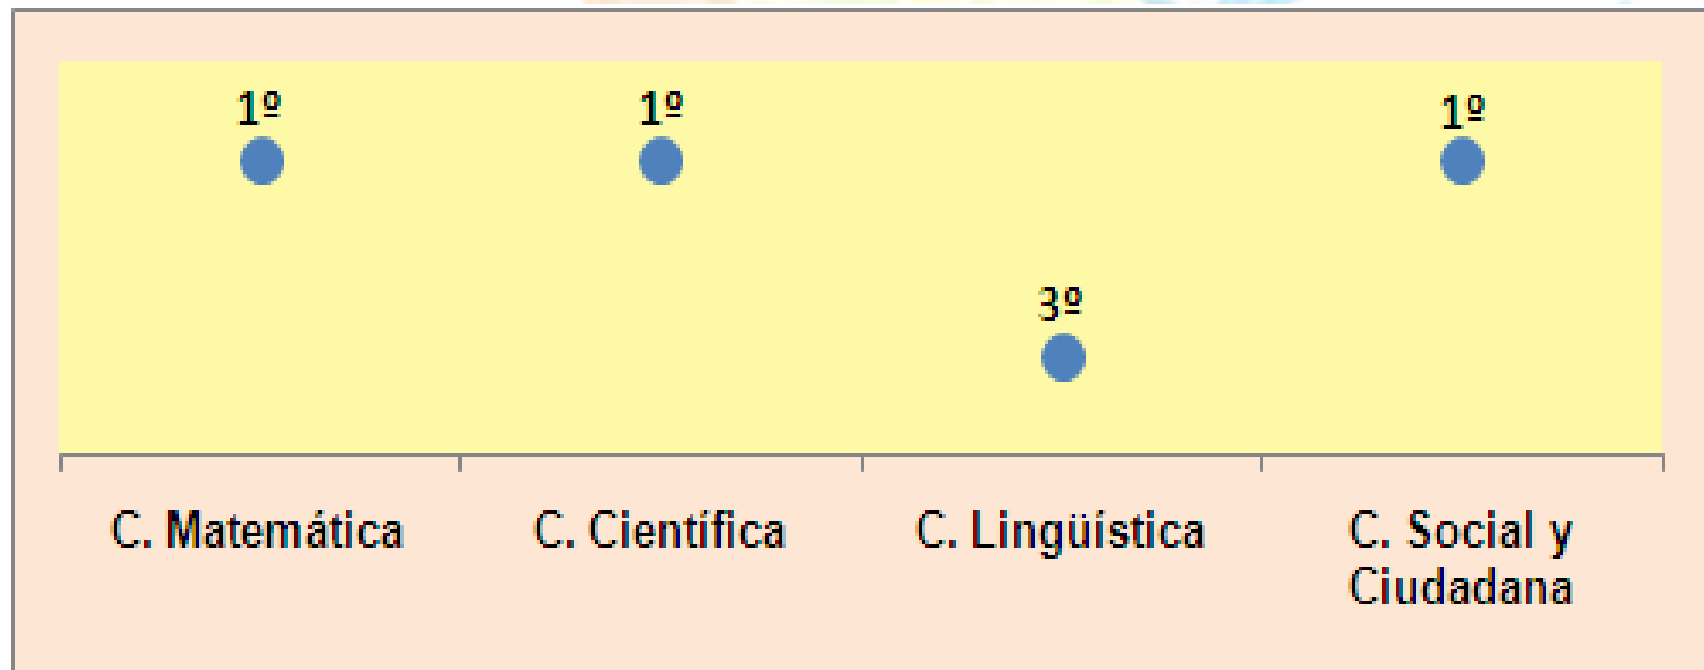 1º 1º 1º
3º
C. Matemática C. Científica C. Lingüística C. Social y
Ciudadana